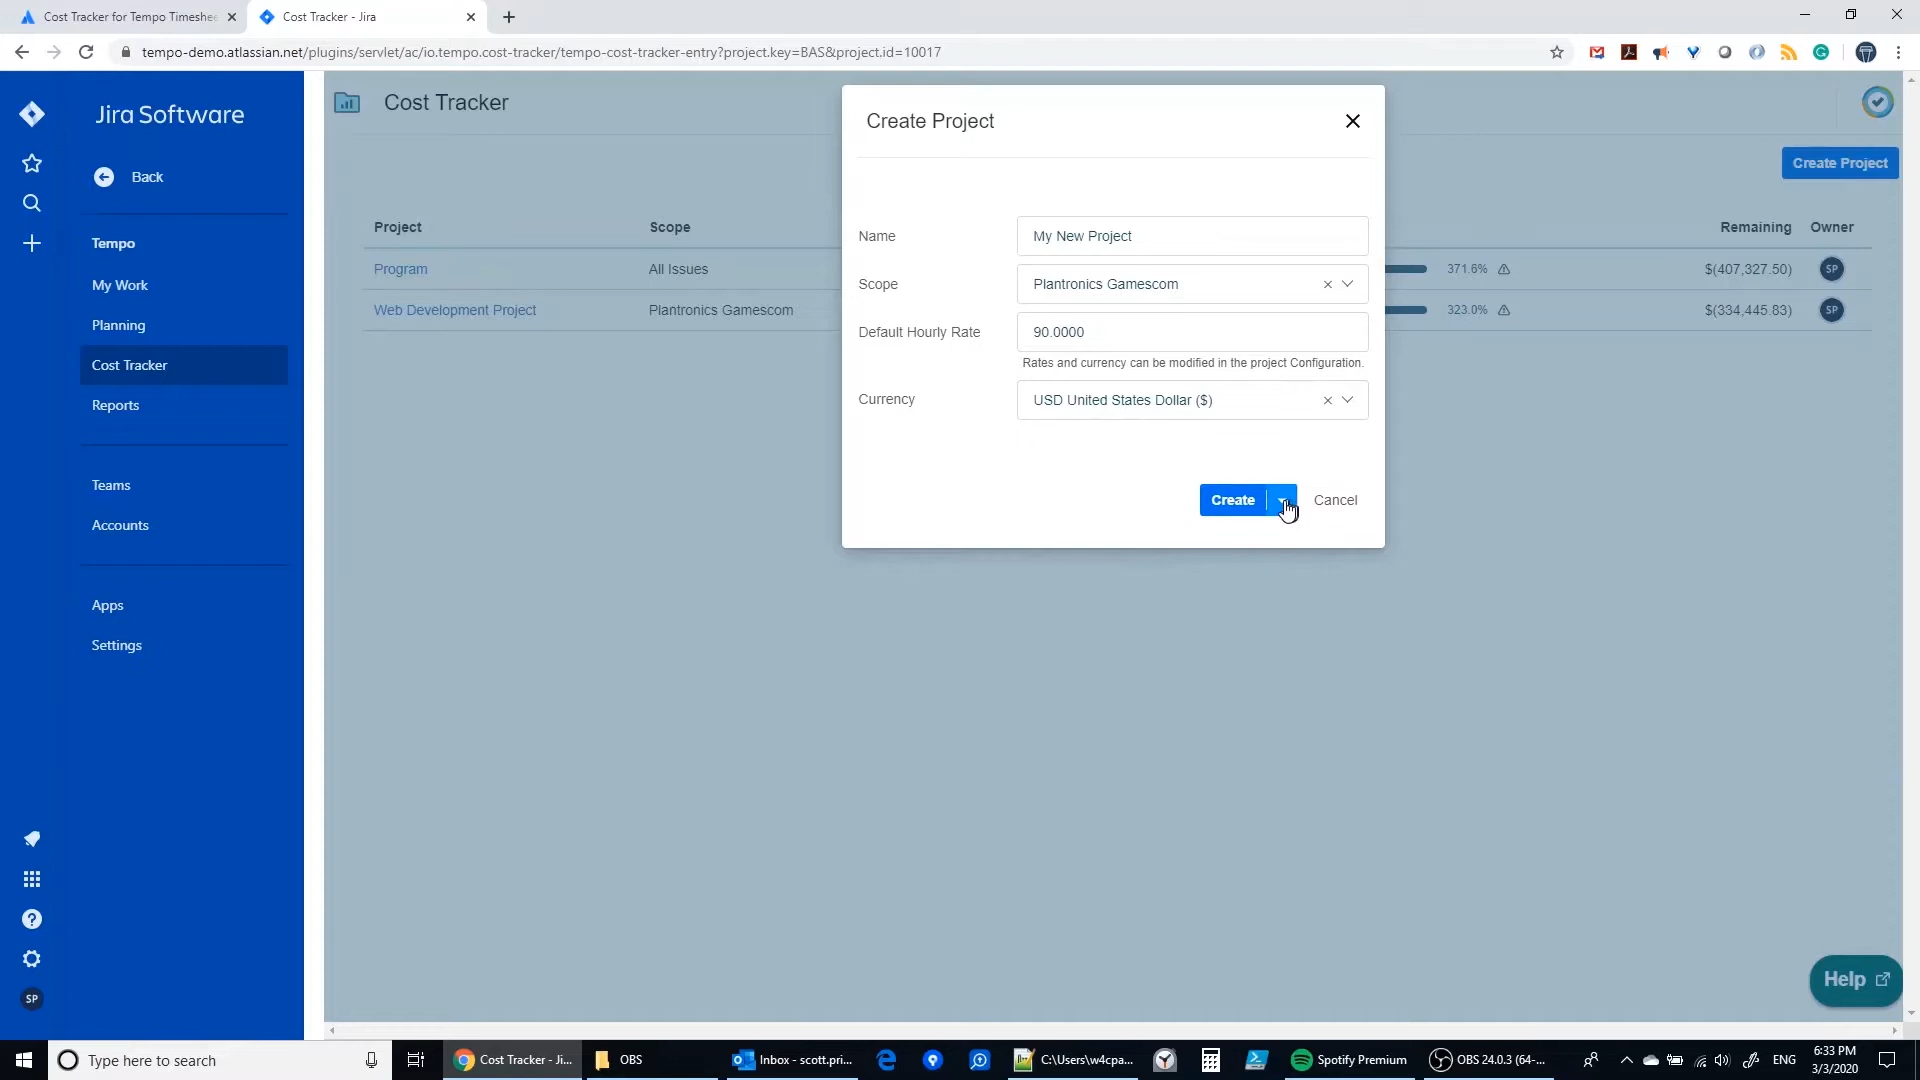 Cost Tracker for Tempo Timeshee
Cost Tracker - Jira
tempo-demo.atlassian.net/plugins/servlet/ac/io.tempo.cost-tracker/tempo-cost-tracker-entry?project.key=BAS&project.id=10017
Jira Software
Back
Tempo
My Work
Planning
Cost Tracker
Reports
Teams
Accounts
Apps
Settings
SP
Cost Tracker
Create Project
Project Scope Remaining Owner
Program All Issues 371.6% $(407,327.50) SP
Web Development Project Plantronics Gamescom 323.0% $(334,445.83) SP
Create Project
Name My New Project
Scope Plantronics Gamescom
Default Hourly Rate 90.0000
Rates and currency can be modified in the project Configuration.
Currency USD United States Dollar ($)
Create Cancel
Help
Type here to search
Cost Tracker - Ji...
OBS
Inbox - scott.pri...
C:\Users\w4cpa...
Spotify Premium
OBS 24.0.3 (64-...
ENG
6:33 PM
3/3/2020